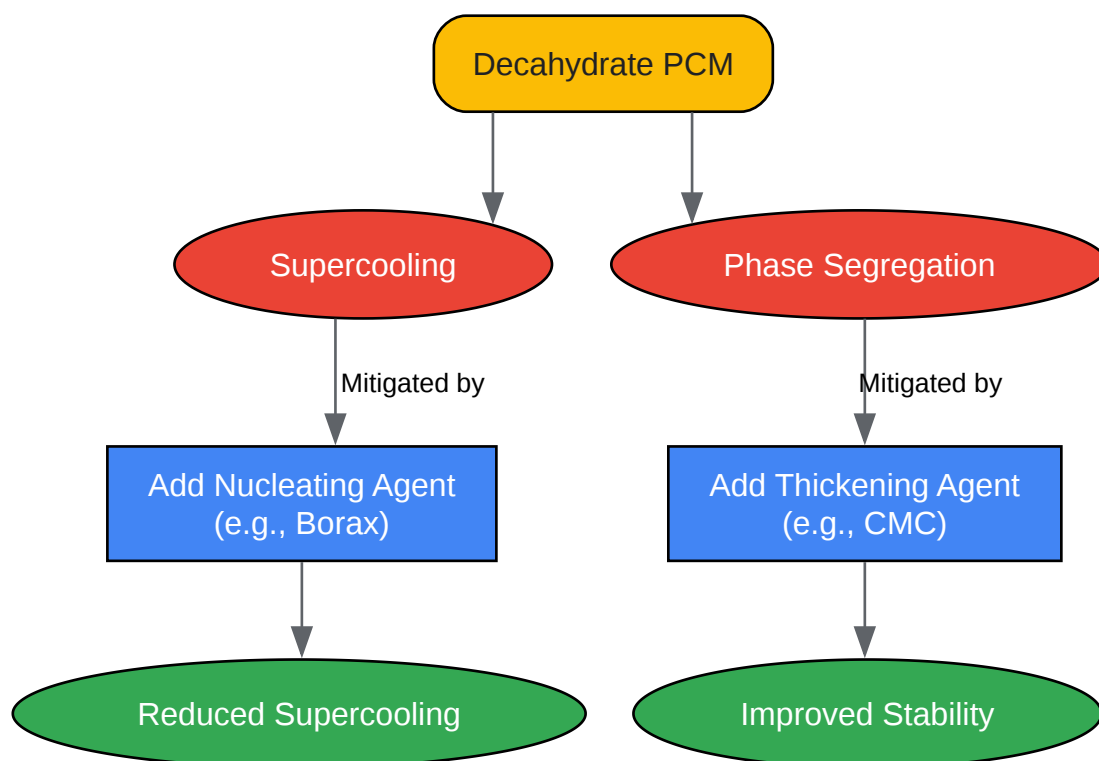 Decahydrate PCM
Supercooling
Phase Segregation
Mitigated by
Mitigated by
Add Nucleating Agent
(e.g., Borax)
Add Thickening Agent
(e.g., CMC)
Reduced Supercooling
Improved Stability